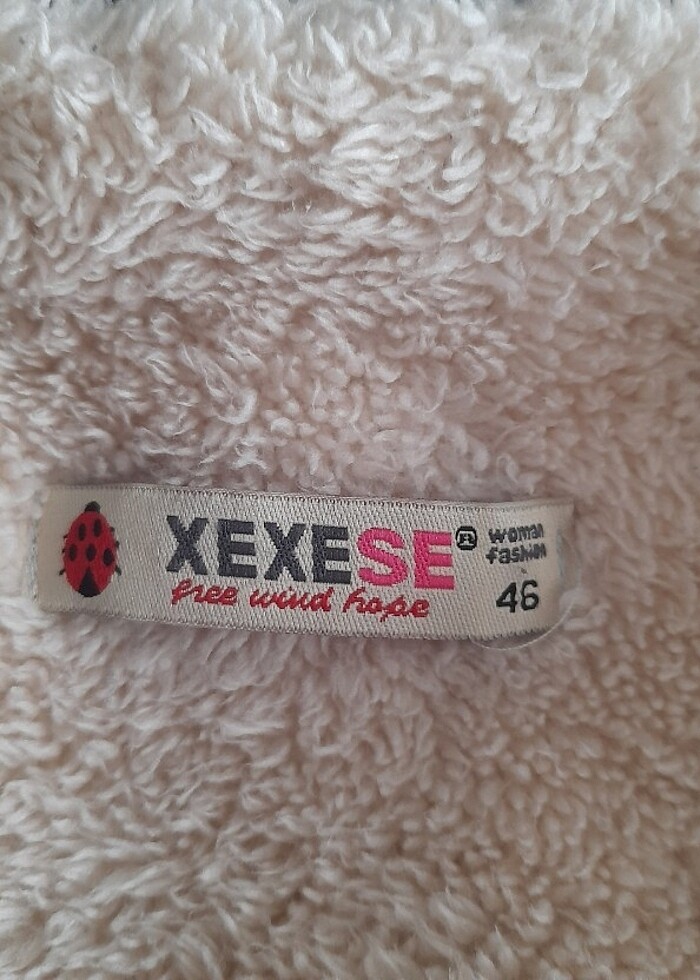 XEXESE®
free wind hope
woman
fashion
46